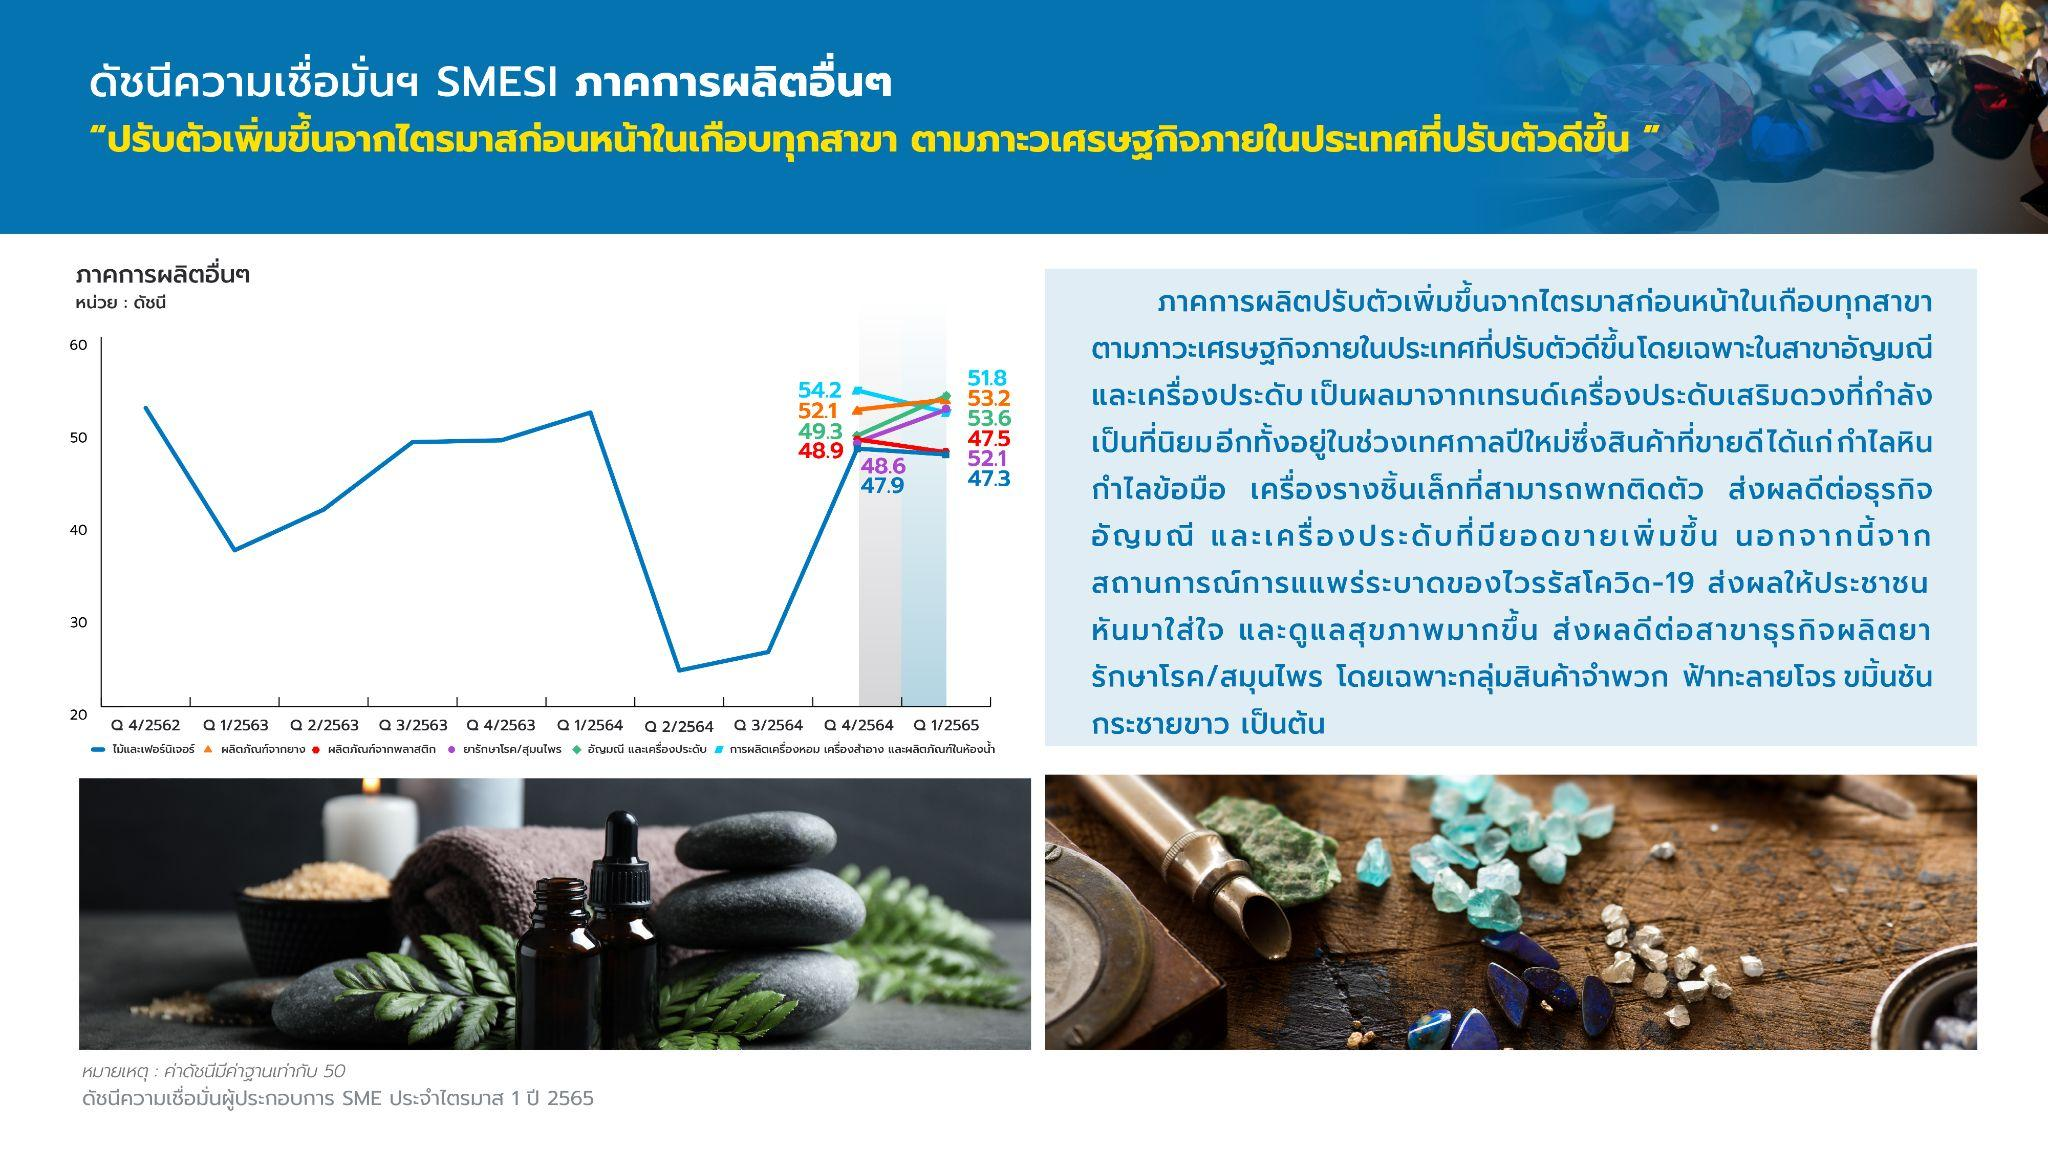 ดัชนีความเชื่อมั่นฯ SMESI ภาคการผลิตอื่นๆ
“ปรับตัวเพิ่มขึ้นจากไตรมาสก่อนหน้าในเกือบทุกสาขา ตามภาะวเศรษฐกิจภายในประเทศที่ปรับตัวดีขึ้น “
ภาคการผลิตอื่นๆ
หน่วย : ดัชนี
60
50
40
30
20
54.2
52.1
49.3
48.9
48.6
47.9
51.8
53.2
53.6
47.5
52.1
47.3
Q 4/2562 Q 1/2563 Q 2/2563 Q 3/2563 Q 4/2563 Q 1/2564 Q 2/2564 Q 3/2564 Q 4/2564 Q 1/2565
ไม้และเฟอร์นิเจอร์ ผลิตภัณฑ์จากยาง ผลิตภัณฑ์จากพลาสติก ยารักษาโรค/สมุนไพร อัญมณี และเครื่องประดับ การผลิตเครื่องหอม เครื่องสำอาง และผลิตภัณฑ์ในห้องน้ำ
ภาคการผลิตปรับตัวเพิ่มขึ้นจากไตรมาสก่อนหน้าในเกือบทุกสาขา
ตามภาวะเศรษฐกิจภายในประเทศที่ปรับตัวดีขึ้นโดยเฉพาะในสาขาอัญมณี
และเครื่องประดับ เป็นผลมาจากเทรนด์เครื่องประดับเสริมดวงที่กำลัง
เป็นที่นิยม อีกทั้งอยู่ในช่วงเทศกาลปีใหม่ซึ่งสินค้าที่ขายดีได้แก่ กำไลหิน
กำไลข้อมือ เครื่องรางชิ้นเล็กที่สามารถพกติดตัว ส่งผลดีต่อธุรกิจ
อัญมณี และเครื่องประดับที่มียอดขายเพิ่มขึ้น นอกจากนี้จาก
สถานการณ์การแแพร่ระบาดของไวรรัสโควิด-19 ส่งผลให้ประชาชน
หันมาใส่ใจ และดูแลสุขภาพมากขึ้น ส่งผลดีต่อสาขาธุรกิจผลิตยา
รักษาโรค/สมุนไพร โดยเฉพาะกลุ่มสินค้าจำพวก ฟ้าทะลายโจร ขมิ้นชัน
กระชายขาว เป็นต้น
หมายเหตุ : ค่าดัชนีมีค่าฐานเท่ากับ 50
ดัชนีความเชื่อมั่นผู้ประกอบการ SME ประจำไตรมาส 1 ปี 2565